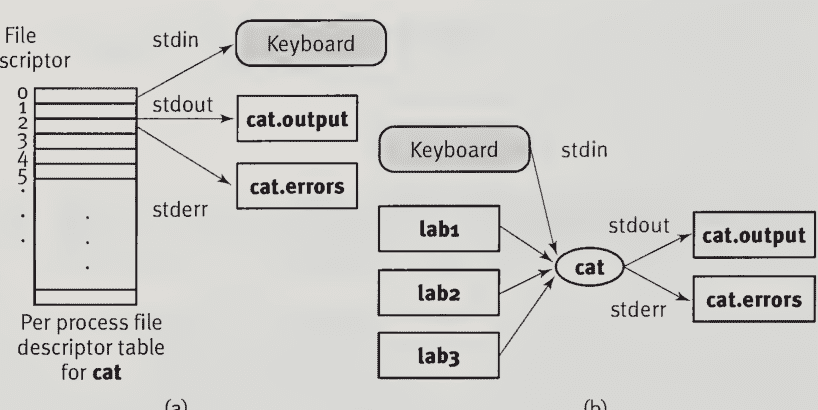 File
scriptor
stdin
Keyboard
0
1
2
3
4
5
stdout
cat.output
cat.errors
stderr
Per process file
descriptor table
for cat
(a)
Keyboard
stdin
lab1
lab2
lab3
cat
stdout
cat.output
stderr
cat.errors
(b)